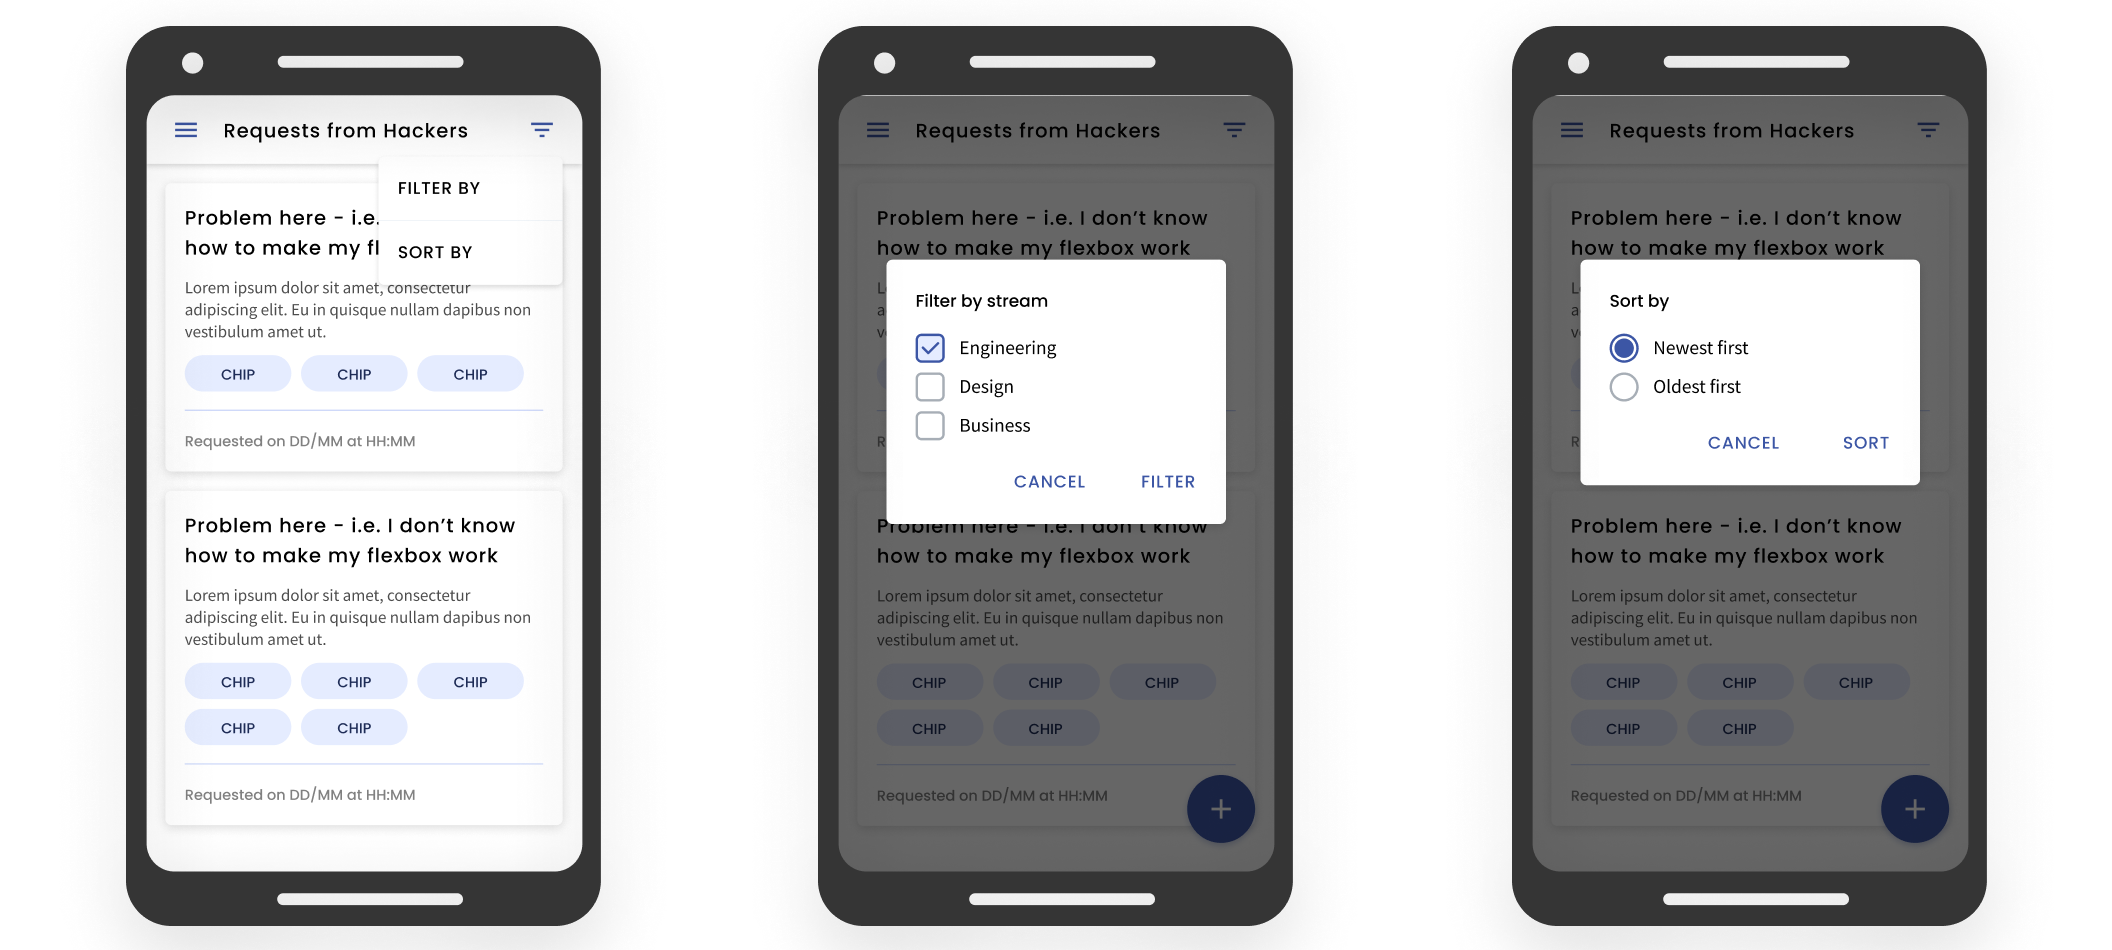 Requests from Hackers
FILTER BY
SORT BY
Problem here - i.e.
how to make my fl
Lorem ipsum dolor sit amet, consectetur
adipiscing elit. Eu in quisque nullam dapibus non
vestibulum amet ut.
CHIP CHIP CHIP
Requested on DD/MM at HH:MM
Problem here - i.e. I don’t know
how to make my flexbox work
Lorem ipsum dolor sit amet, consectetur
adipiscing elit. Eu in quisque nullam dapibus non
vestibulum amet ut.
CHIP CHIP CHIP
CHIP CHIP
Requested on DD/MM at HH:MM
Requests from Hackers
Problem here - i.e. I don’t know
how to make my flexbox work
Filter by stream
Engineering
Design
Business
CANCEL FILTER
Problem here - i.e. I don’t know
how to make my flexbox work
Lorem ipsum dolor sit amet, consectetur
adipiscing elit. Eu in quisque nullam dapibus non
vestibulum amet ut.
CHIP CHIP CHIP
CHIP CHIP
Requested on DD/MM at HH:MM
Requests from Hackers
Problem here - i.e. I don’t know
how to make my flexbox work
Sort by
Newest first
Oldest first
CANCEL SORT
Problem here - i.e. I don’t know
how to make my flexbox work
Lorem ipsum dolor sit amet, consectetur
adipiscing elit. Eu in quisque nullam dapibus non
vestibulum amet ut.
CHIP CHIP CHIP
CHIP CHIP
Requested on DD/MM at HH:MM